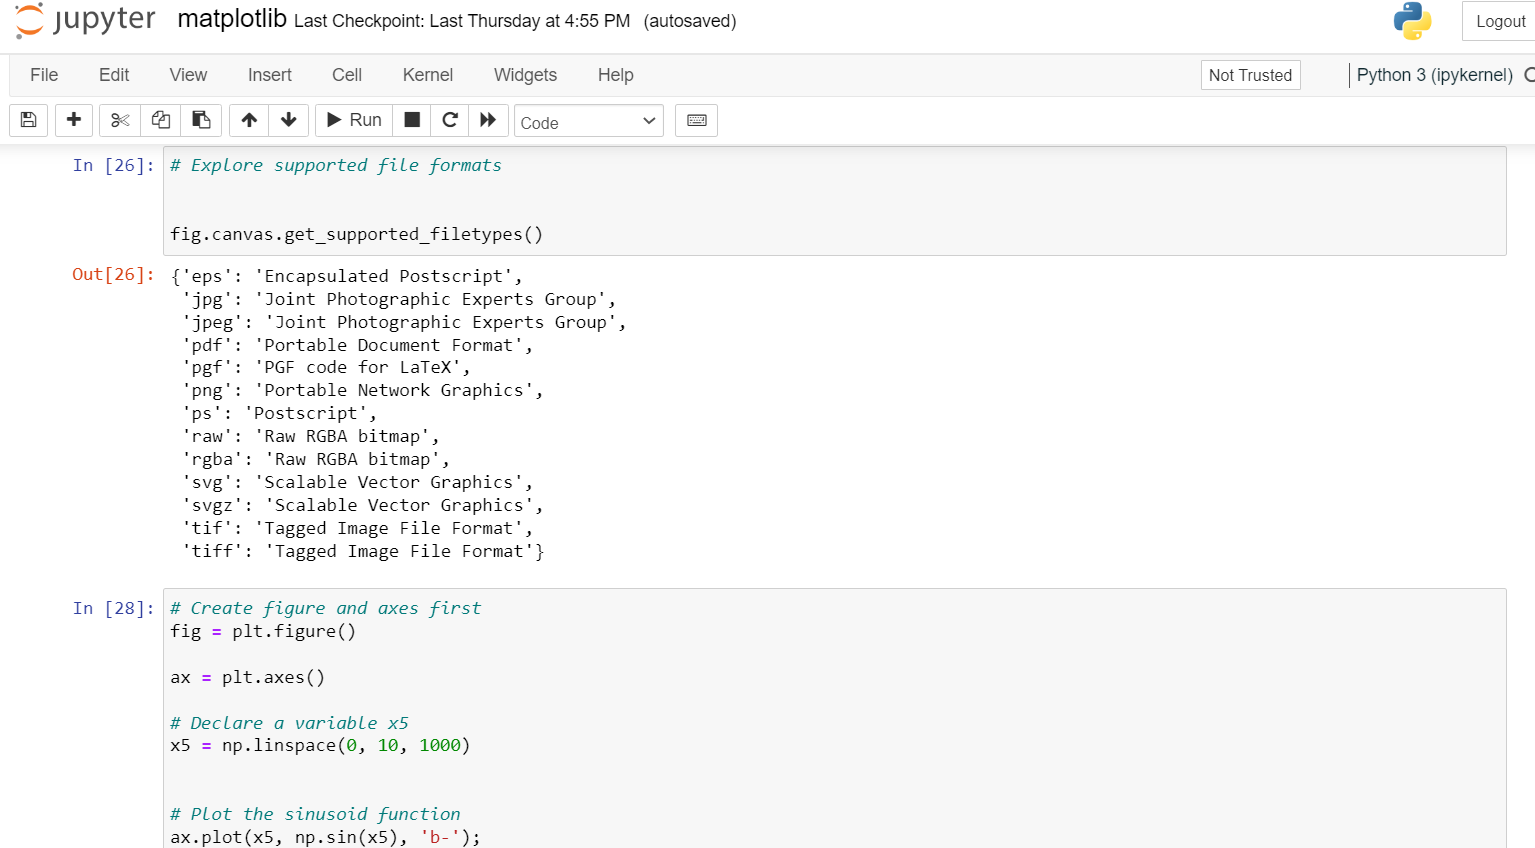 jupyter matplotlib Last Checkpoint: Last Thursday at 4:55 PM (autosaved) Logout
File Edit View Insert Cell Kernel Widgets Help Not Trusted Python 3 (ipykernel)
Run Code
In [26]: # Explore supported file formats
fig.canvas.get_supported_filetypes()
Out[26]: {'eps': 'Encapsulated Postscript',
'jpg': 'Joint Photographic Experts Group',
'jpeg': 'Joint Photographic Experts Group',
'pdf': 'Portable Document Format',
'pgf': 'PGF code for LaTeX',
'png': 'Portable Network Graphics',
'ps': 'Postscript',
'raw': 'Raw RGBA bitmap',
'rgba': 'Raw RGBA bitmap',
'svg': 'Scalable Vector Graphics',
'svgz': 'Scalable Vector Graphics',
'tif': 'Tagged Image File Format',
'tiff': 'Tagged Image File Format'}
In [28]: # Create figure and axes first
fig = plt.figure()
ax = plt.axes()
# Declare a variable x5
x5 = np.linspace(0, 10, 1000)
# Plot the sinusoid function
ax.plot(x5, np.sin(x5), 'b-');